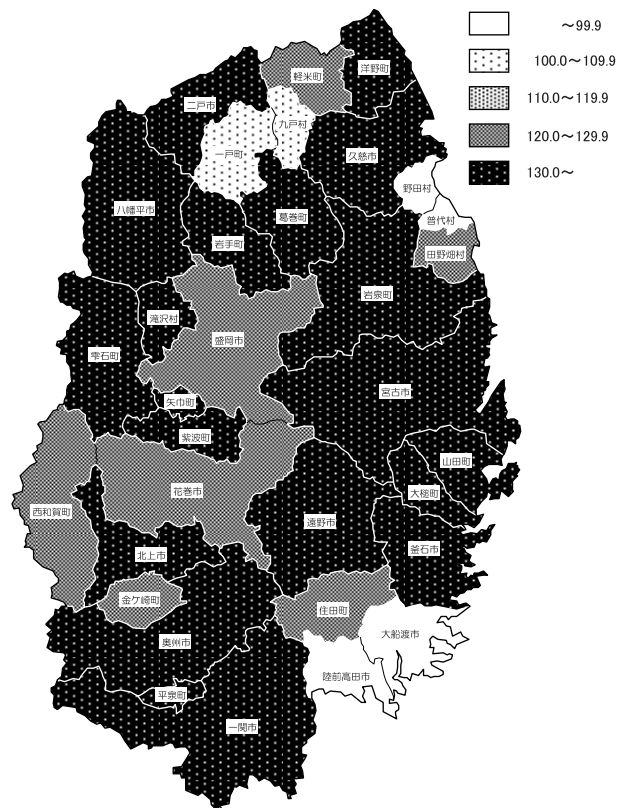 ～99.9
100.0～109.9
110.0～119.9
120.0～129.9
130.0～
洋野町
軽米町
二戸市
九戸村
一戸町
久慈市
野田村
八幡平市
葛巻町
普代村
岩手町
田野畑村
岩泉町
滝沢村
盛岡市
雫石町
宮古市
矢巾町
紫波町
山田町
花巻市
大槌町
西和賀町
遠野市
釜石市
北上市
金ケ崎町
住田町
大船渡市
奥州市
陸前高田市
平泉町
一関市